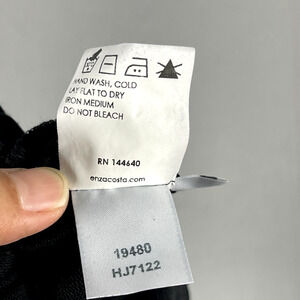 HAND WASH, COLD
LAY FLAT TO DRY
IRON MEDIUM
DO NOT BLEACH
RN 144640
enzacosta.com
19480
HJ7122